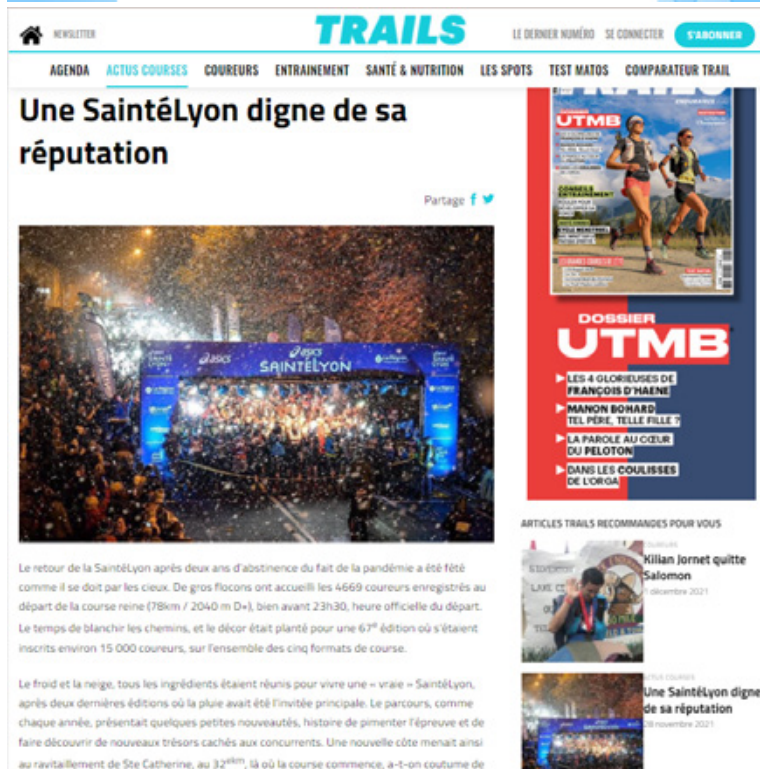 NEWSLETTER
TRAILS
LE DERNIER NUMÉRO SE CONNECTER S'ABONNER
AGENDA ACTUS COURSES COUREURS ENTRAINEMENT SANTÉ & NUTRITION LES SPOTS TEST MATOS COMPARATEUR TRAIL
Une SaintéLyon digne de sa
réputation
Partage
asics
asics
SAINTÉLYON
Le retour de la SaintéLyon après deux ans d'abstinence du fait de la pandémie a été fêté
comme il se doit par les cieux. De gros flocons ont accueilli les 4669 coureurs enregistrés au
départ de la course reine (78km / 2040 m D+), bien avant 23h30, heure officielle du départ.
Le temps de blanchir les chemins, et le décor était planté pour une 67e édition où s'étaient
inscrits environ 15 000 coureurs, sur l'ensemble des cinq formats de course.
Le froid et la neige, tous les ingrédients étaient réunis pour vivre une « vraie » SaintéLyon,
après deux dernières éditions où la pluie avait été l'invitée principale. Le parcours, comme
chaque année, présentait quelques petites nouveautés, histoire de pimenter l'épreuve et de
faire découvrir de nouveaux trésors cachés aux concurrents. Une nouvelle côte menait ainsi
au ravitaillement de Ste Catherine, au 32ekm, là où la course commence, a-t-on coutume de
TRAILS
ENDURANCE
UTMB
CONSEILS
ENTRAINEMENT
DOSSIER
UTMB
LES 4 GLORIEUSES DE
FRANÇOIS D'HAENE
MANON BOHARD
TEL PÈRE, TELLE FILLE ?
LA PAROLE AU CŒUR
DU PELOTON
DANS LES COULISSES
DE L'ORGA
ARTICLES TRAILS RECOMMANDES POUR VOUS
COUREURS
Kilian Jornet quitte
Salomon
1 décembre 2021
ACTUS COURSES
Une SaintéLyon digne
de sa réputation
28 novembre 2021